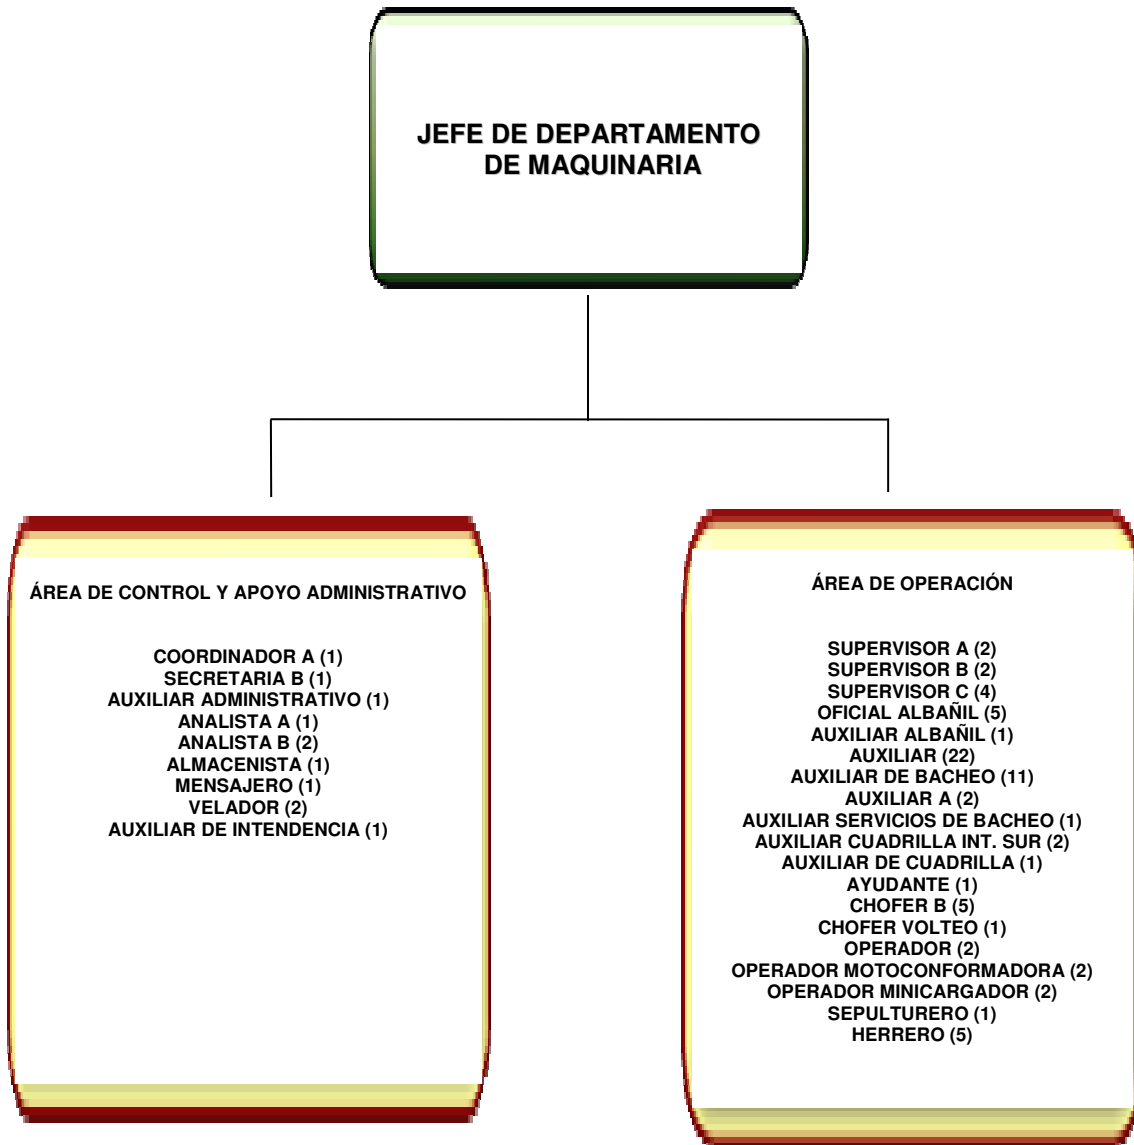 JEFE DE DEPARTAMENTO
DE MAQUINARIA
ÁREA DE CONTROL Y APOYO ADMINISTRATIVO
COORDINADOR A (1)
SECRETARIA B (1)
AUXILIAR ADMINISTRATIVO (1)
ANALISTA A (1)
ANALISTA B (2)
ALMACENISTA (1)
MENSAJERO (1)
VELADOR (2)
AUXILIAR DE INTENDENCIA (1)
ÁREA DE OPERACIÓN
SUPERVISOR A (2)
SUPERVISOR B (2)
SUPERVISOR C (4)
OFICIAL ALBAÑIL (5)
AUXILIAR ALBAÑIL (1)
AUXILIAR (22)
AUXILIAR DE BACHEO (11)
AUXILIAR A (2)
AUXILIAR SERVICIOS DE BACHEO (1)
AUXILIAR CUADRILLA INT. SUR (2)
AUXILIAR DE CUADRILLA (1)
AYUDANTE (1)
CHOFER B (5)
CHOFER VOLTEO (1)
OPERADOR (2)
OPERADOR MOTOCONFORMADORA (2)
OPERADOR MINICARGADOR (2)
SEPULTURERO (1)
HERRERO (5)